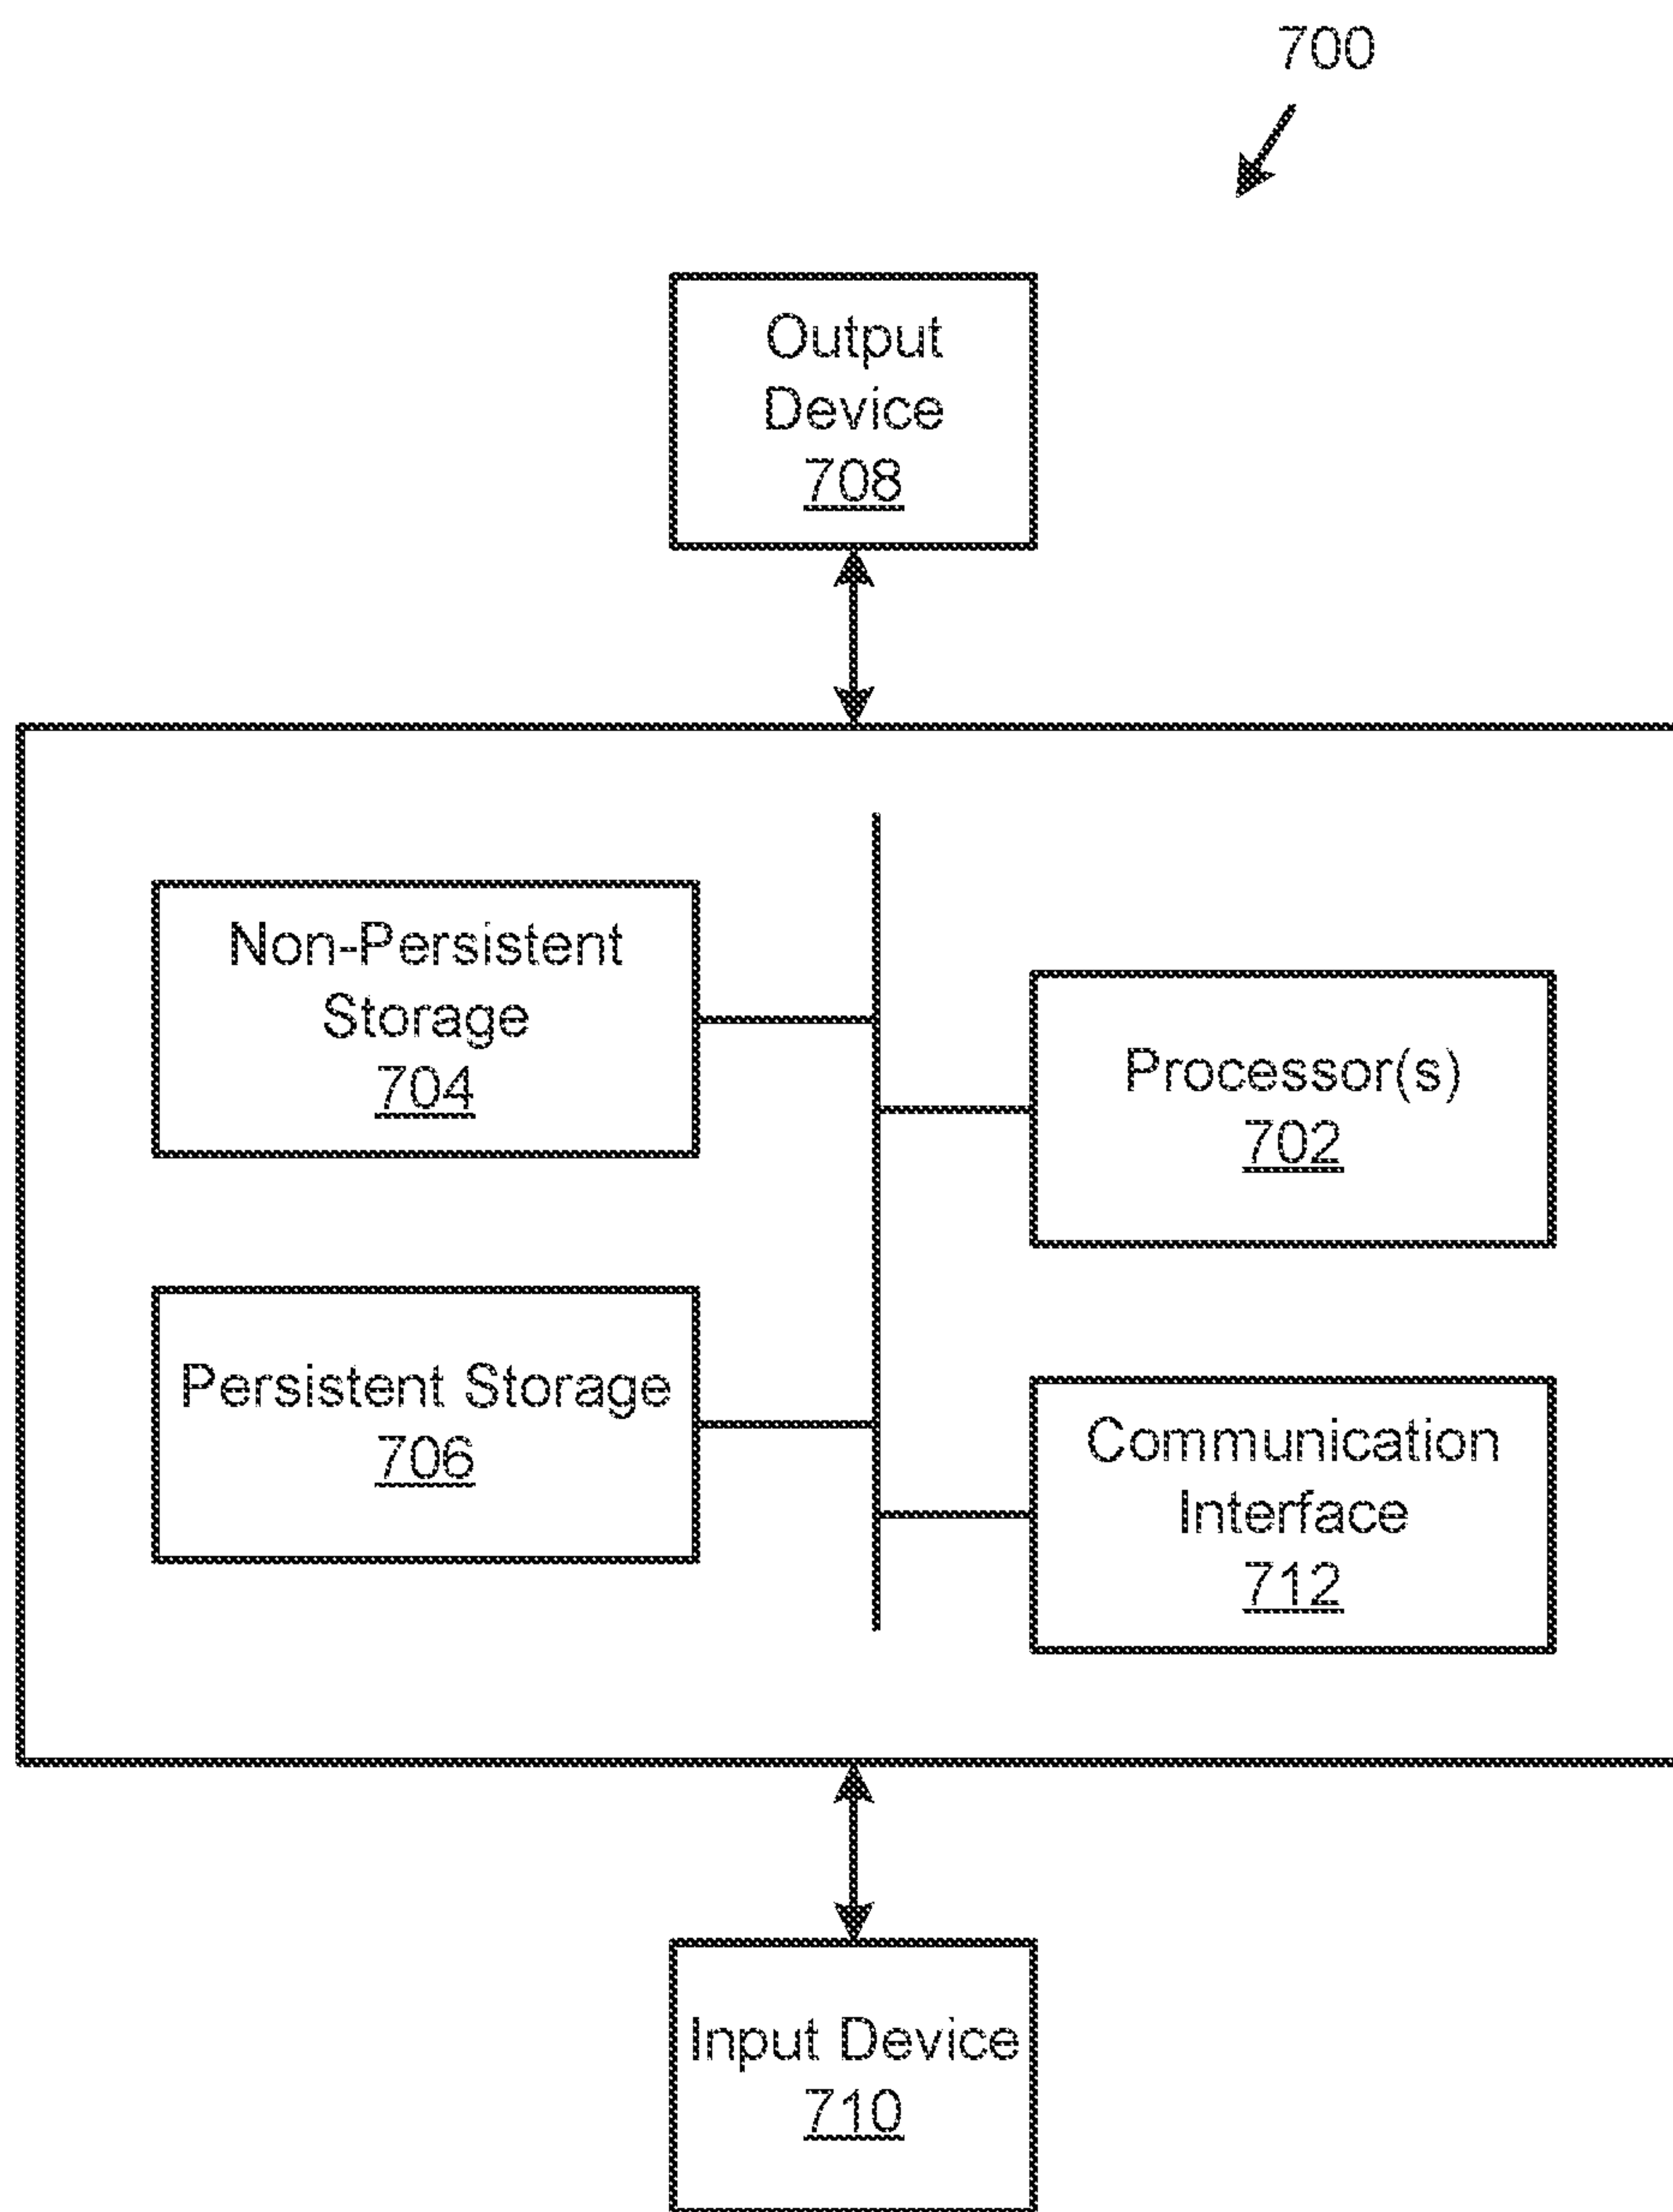 700
Output
Device
708
Non-Persistent
Storage
704
Processor(s)
702
Persistent Storage
706
Communication
Interface
712
Input Device
710